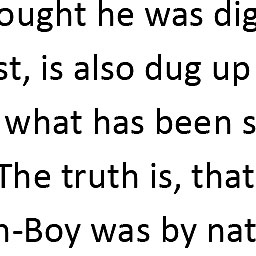 ought he was dig
st, is also dug up
what has been s
The truth is, that
n-Boy was by nat